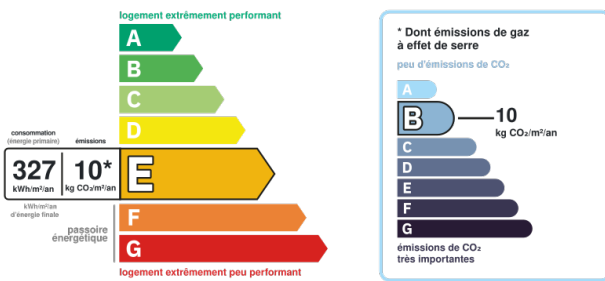 logement extrêmement performant
A
B
C
D
consommation
(énergie primaire)
émissions
327
10*
kWh/m²/an
kg CO₂/m²/an
E
kWh/m²/an
d'énergie finale
passoire
énergétique
F
G
logement extrêmement peu performant
* Dont émissions de gaz
à effet de serre
peu d'émissions de CO₂
A
B
10
kg CO₂/m²/an
C
D
E
F
G
émissions de CO₂
très importantes